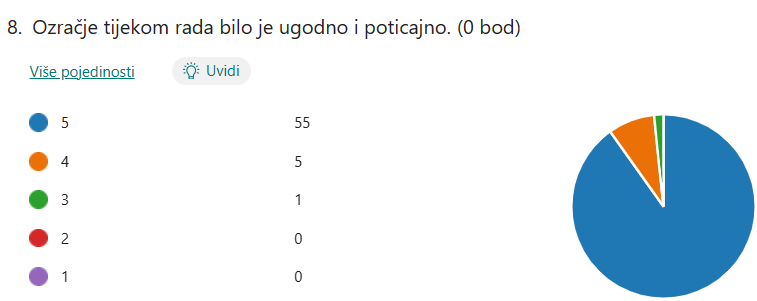 8. Ozračje tijekom rada bilo je ugodno i poticajno. (0 bod)
Više pojedinosti
Uvidi
5 55
4 5
3 1
2 0
1 0